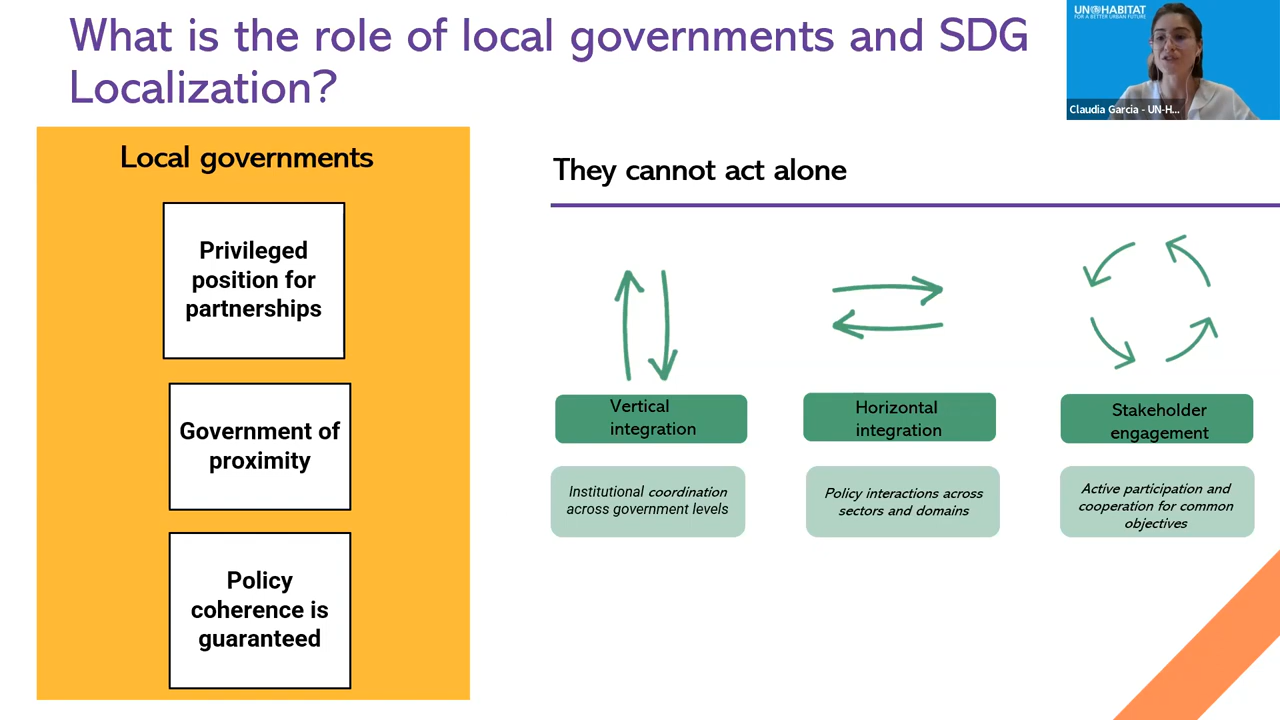 What is the role of local governments and SDG
Localization?
UN HABITAT
FOR A BETTER URBAN FUTURE
Claudia Garcia - UN-H...
Local governments
Privileged
position for
partnerships
Government of
proximity
Policy
coherence is
guaranteed
They cannot act alone
Vertical
integration
Institutional coordination
across government levels
Horizontal
integration
Policy interactions across
sectors and domains
Stakeholder
engagement
Active participation and
cooperation for common
objectives